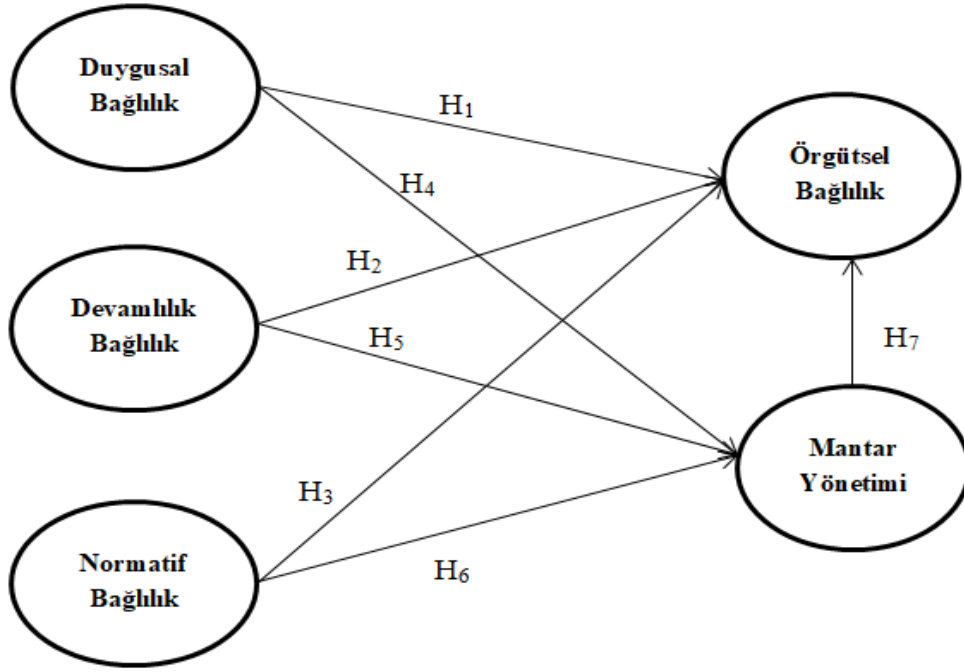 Duygusal
Bağlılık
H₁
Örgütsel
Bağlılık
H₄
H₂
Devamlılık
Bağlılık
H₅
H₇
Mantar
Yönetimi
H₃
Normatif
Bağlılık
H₆